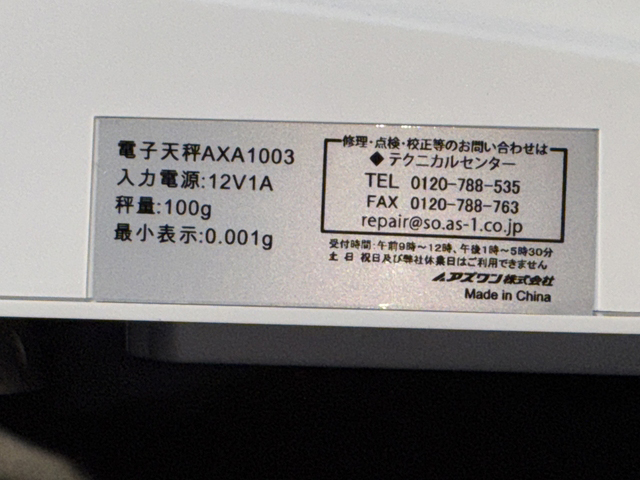 電子天秤AXA1003
入力電源:12V1A
秤量:100g
最小表示:0.001g
修理・点検・校正等のお問い合わせは
◆テクニカルセンター
TEL 0120-788-535
FAX 0120-788-763
repair@so.as-1.co.jp
受付時間:午前9時～12時、午後1時～5時30分
土 日 祝日及び弊社休業日はご利用できません
アズワン株式会社
Made in China